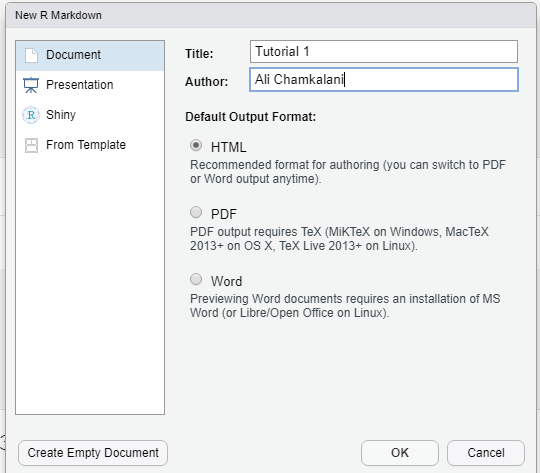 New R Markdown
Document
Presentation
R Shiny
From Template
Title: Tutorial 1
Author: Ali Chamkalani
Default Output Format:
HTML
Recommended format for authoring (you can switch to PDF
or Word output anytime).
PDF
PDF output requires TeX (MiKTeX on Windows, MacTeX
2013+ on OS X, TeX Live 2013+ on Linux).
Word
Previewing Word documents requires an installation of MS
Word (or Libre/Open Office on Linux).
Create Empty Document
OK
Cancel